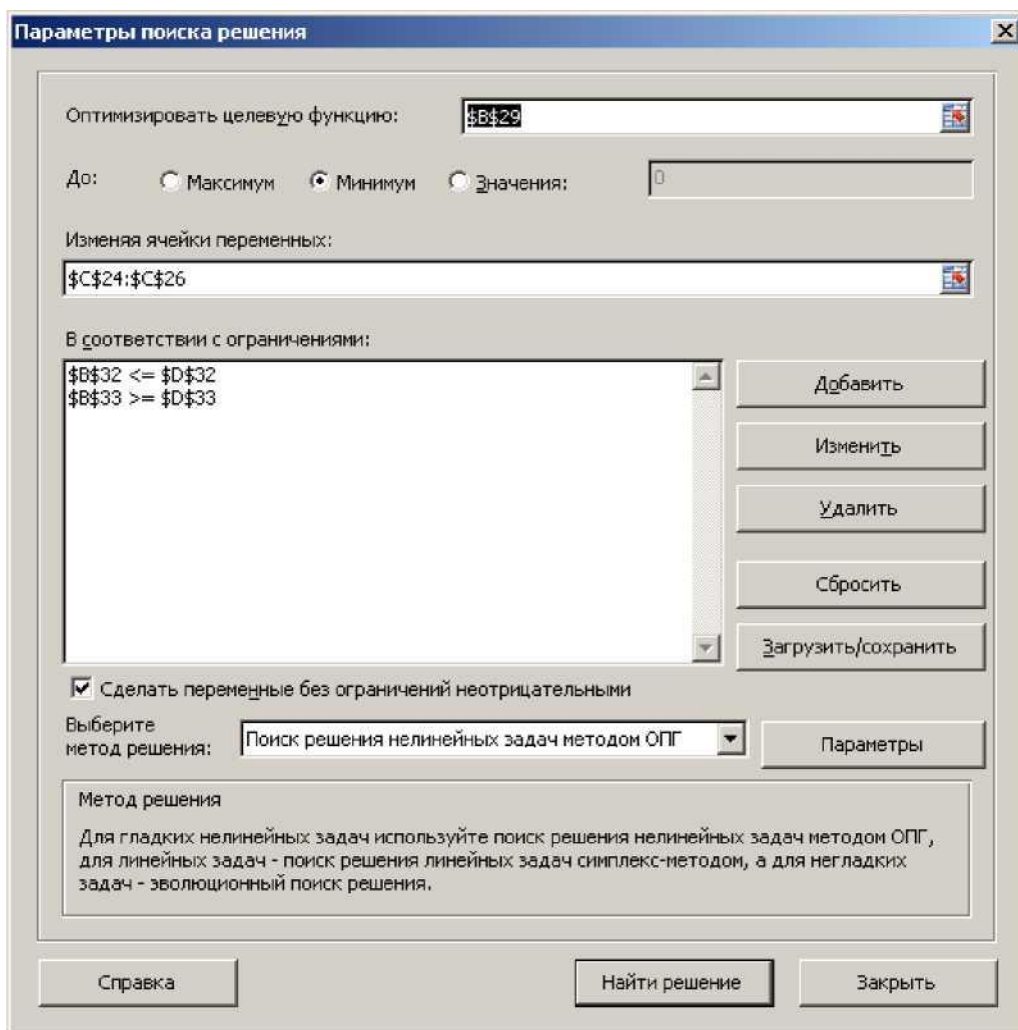 Параметры поиска решения
Оптимизировать целевую функцию: $B$29
До: Максимум Минимум Значения: 0
Изменяя ячейки переменных:
$C$24:$C$26
В соответствии с ограничениями:
$B$32 <= $D$32
$B$33 >= $D$33
Добавить
Изменить
Удалить
Сбросить
Загрузить/сохранить
Сделать переменные без ограничений неотрицательными
Выберите
метод решения:
Поиск решения нелинейных задач методом ОПГ
Параметры
Метод решения
Для гладких нелинейных задач используйте поиск решения нелинейных задач методом ОПГ,
для линейных задач - поиск решения линейных задач симплекс-методом, а для негладких
задач - эволюционный поиск решения.
Справка
Найти решение
Закрыть